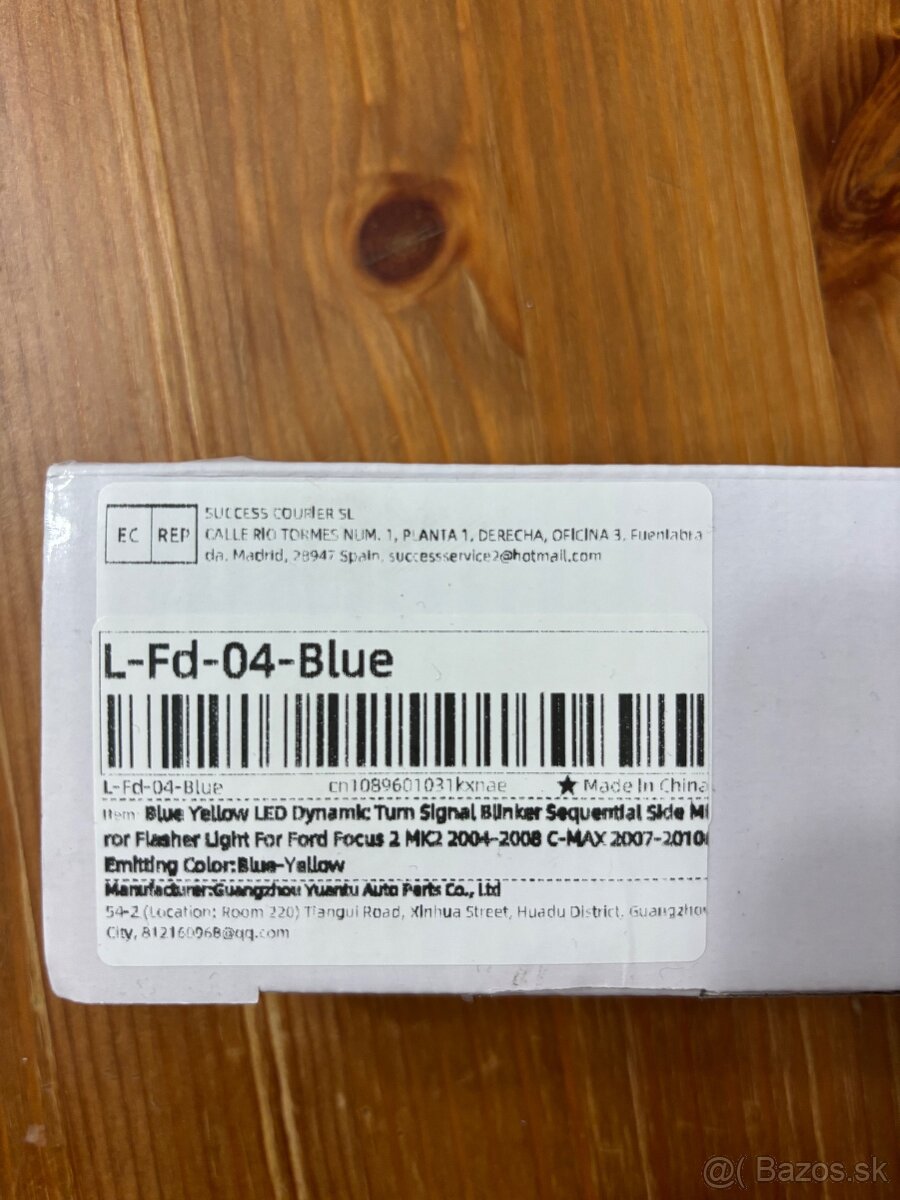 EC REP
SUCCESS COURIER SL
CALLE RIO TORMES NUM. 1, PLANTA 1, DERECHA, OFICINA 3, Fuenlabra
da, Madrid, 28947 Spain, successservice2@hotmail.com
L-Fd-04-Blue
L-Fd-04-Blue cn1089601031kxnae ★ Made In China
Item: Blue Yellow LED Dynamic Turn Signal Blinker Sequential Side Mi
ror Flasher Light For Ford Focus 2 MK2 2004-2008 C-MAX 2007-2010
Emitting Color:Blue-Yellow
Manufacturer:Guangzhou Yuantu Auto Parts Co., Ltd
54-2 (Location: Room 220) Tiangui Road, Xinhua Street, Huadu District, Guangzhou
City, 812160968@qq.com
@( Bazos.sk